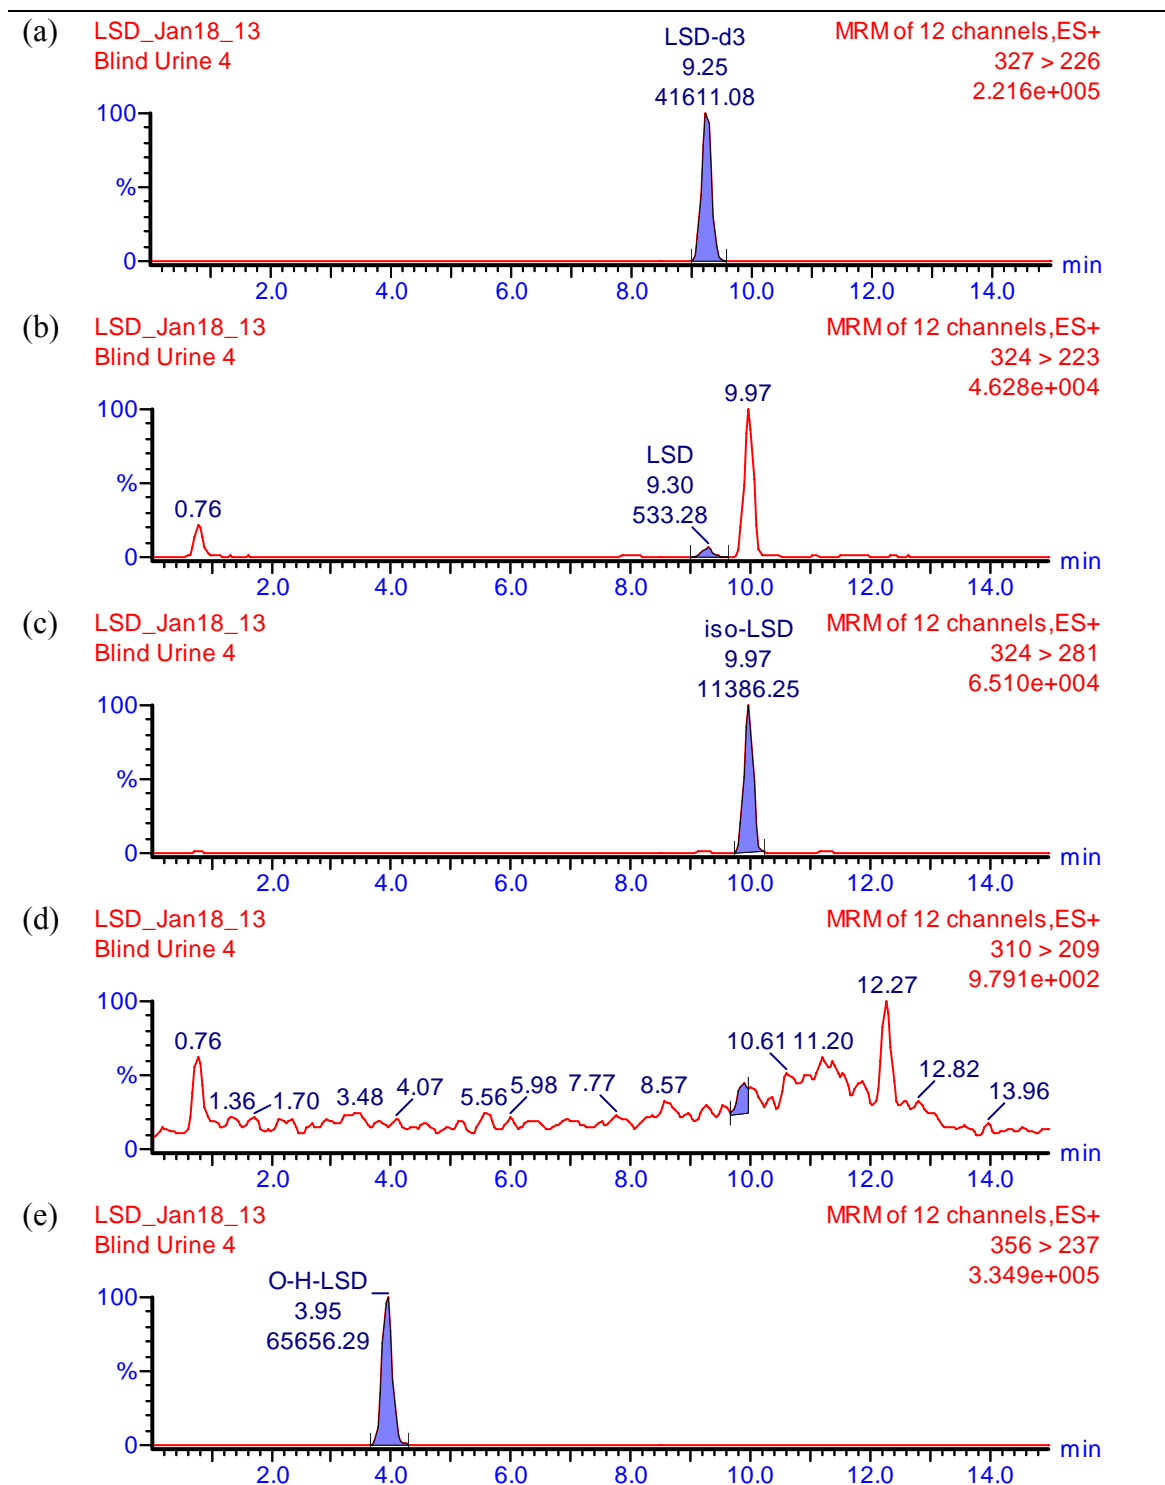 (a)
LSD_Jan18_13
Blind Urine 4
MRM of 12 channels,ES+
327 > 226
2.216e+005
LSD-d3
9.25
41611.08
100
%
0
2.0 4.0 6.0 8.0 10.0 12.0 14.0
min
(b)
LSD_Jan18_13
Blind Urine 4
MRM of 12 channels,ES+
324 > 223
4.628e+004
9.97
LSD
9.30
533.28
0.76
100
%
0
2.0 4.0 6.0 8.0 10.0 12.0 14.0
min
(c)
LSD_Jan18_13
Blind Urine 4
MRM of 12 channels,ES+
324 > 281
6.510e+004
iso-LSD
9.97
11386.25
100
%
0
2.0 4.0 6.0 8.0 10.0 12.0 14.0
min
(d)
LSD_Jan18_13
Blind Urine 4
MRM of 12 channels,ES+
310 > 209
9.791e+002
12.27
0.76
10.61 11.20
1.36 1.70 3.48 4.07 5.56 5.98 7.77 8.57 12.82 13.96
100
%
0
2.0 4.0 6.0 8.0 10.0 12.0 14.0
min
(e)
LSD_Jan18_13
Blind Urine 4
MRM of 12 channels,ES+
356 > 237
3.349e+005
O-H-LSD
3.95
65656.29
100
%
0
2.0 4.0 6.0 8.0 10.0 12.0 14.0
min